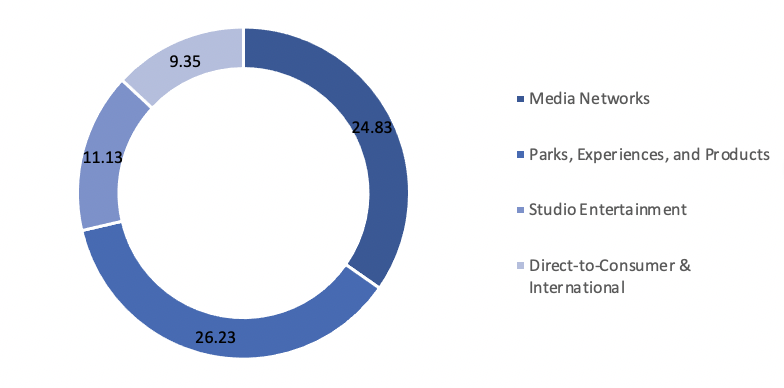 9.35
24.83
11.13
26.23
Media Networks
Parks, Experiences, and Products
Studio Entertainment
Direct-to-Consumer &
International